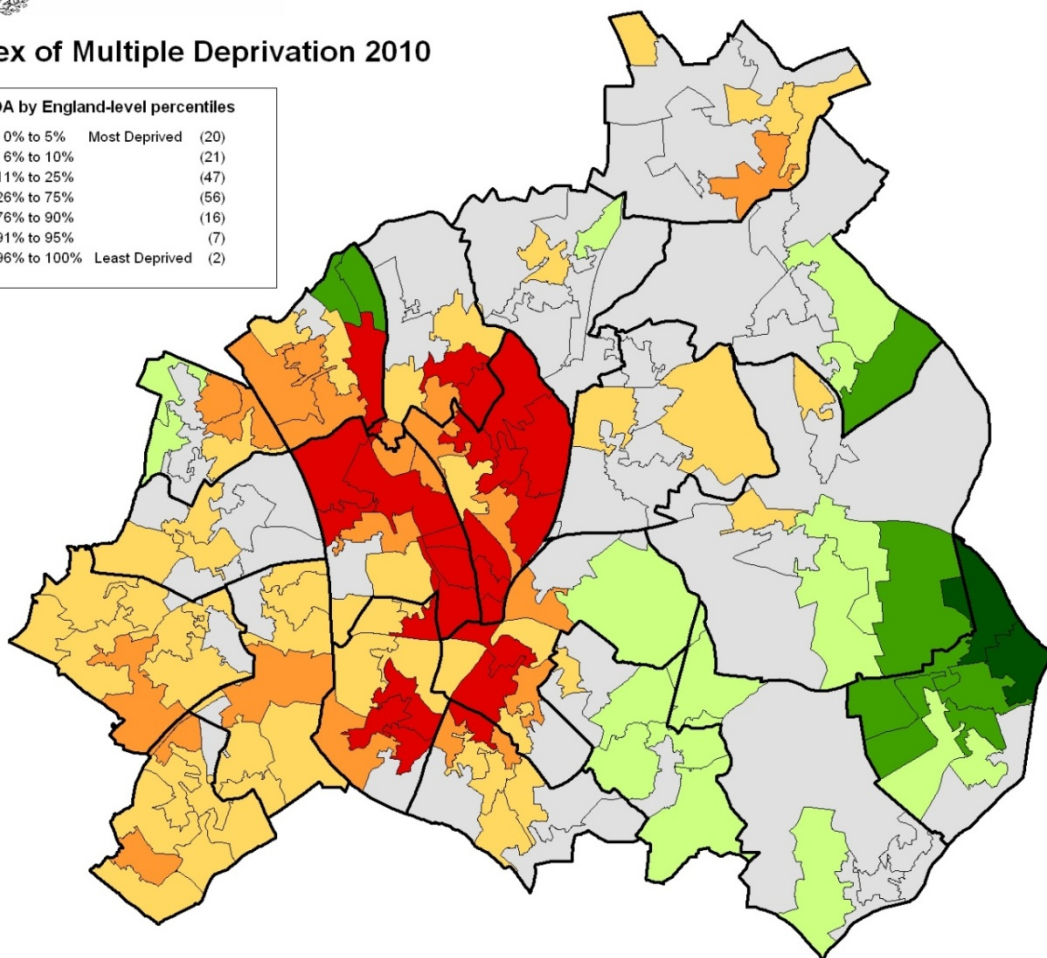 ex of Multiple Deprivation 2010
OA by England-level percentiles
0% to 5% Most Deprived (20)
6% to 10% (21)
11% to 25% (47)
26% to 75% (56)
76% to 90% (16)
91% to 95% (7)
96% to 100% Least Deprived (2)